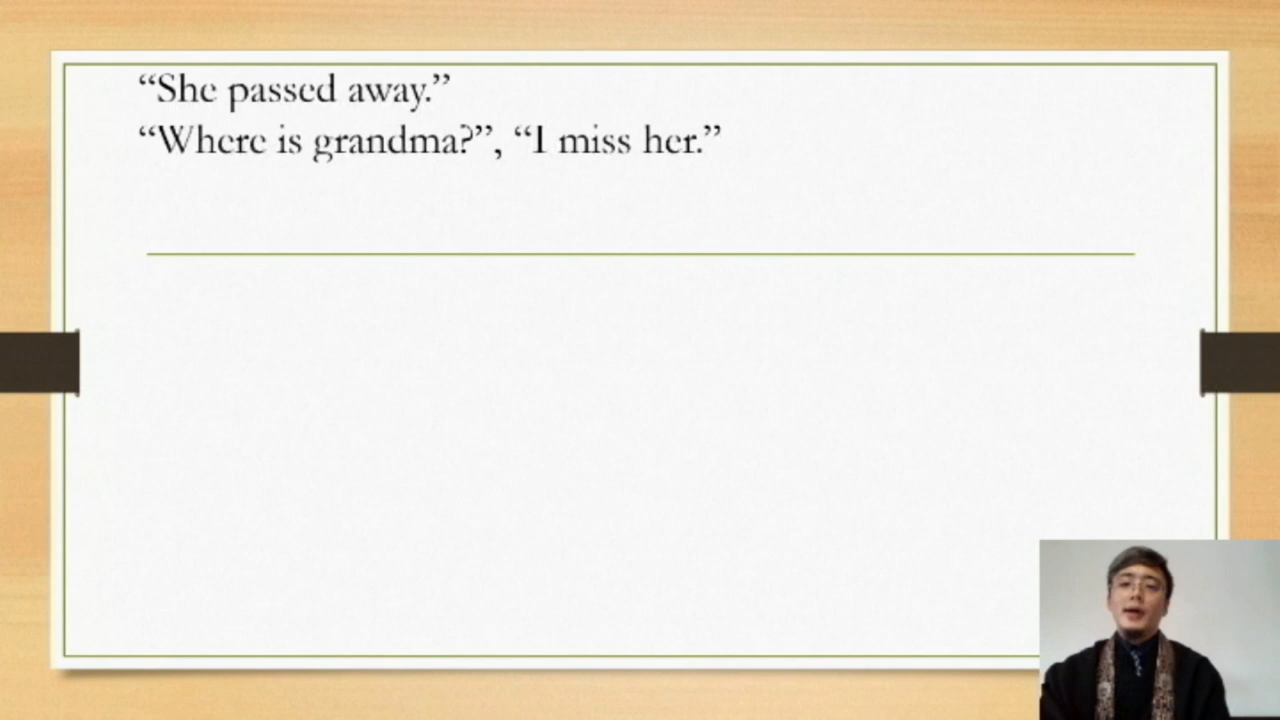 “She passed away.”
“Where is grandma?”, “I miss her.”